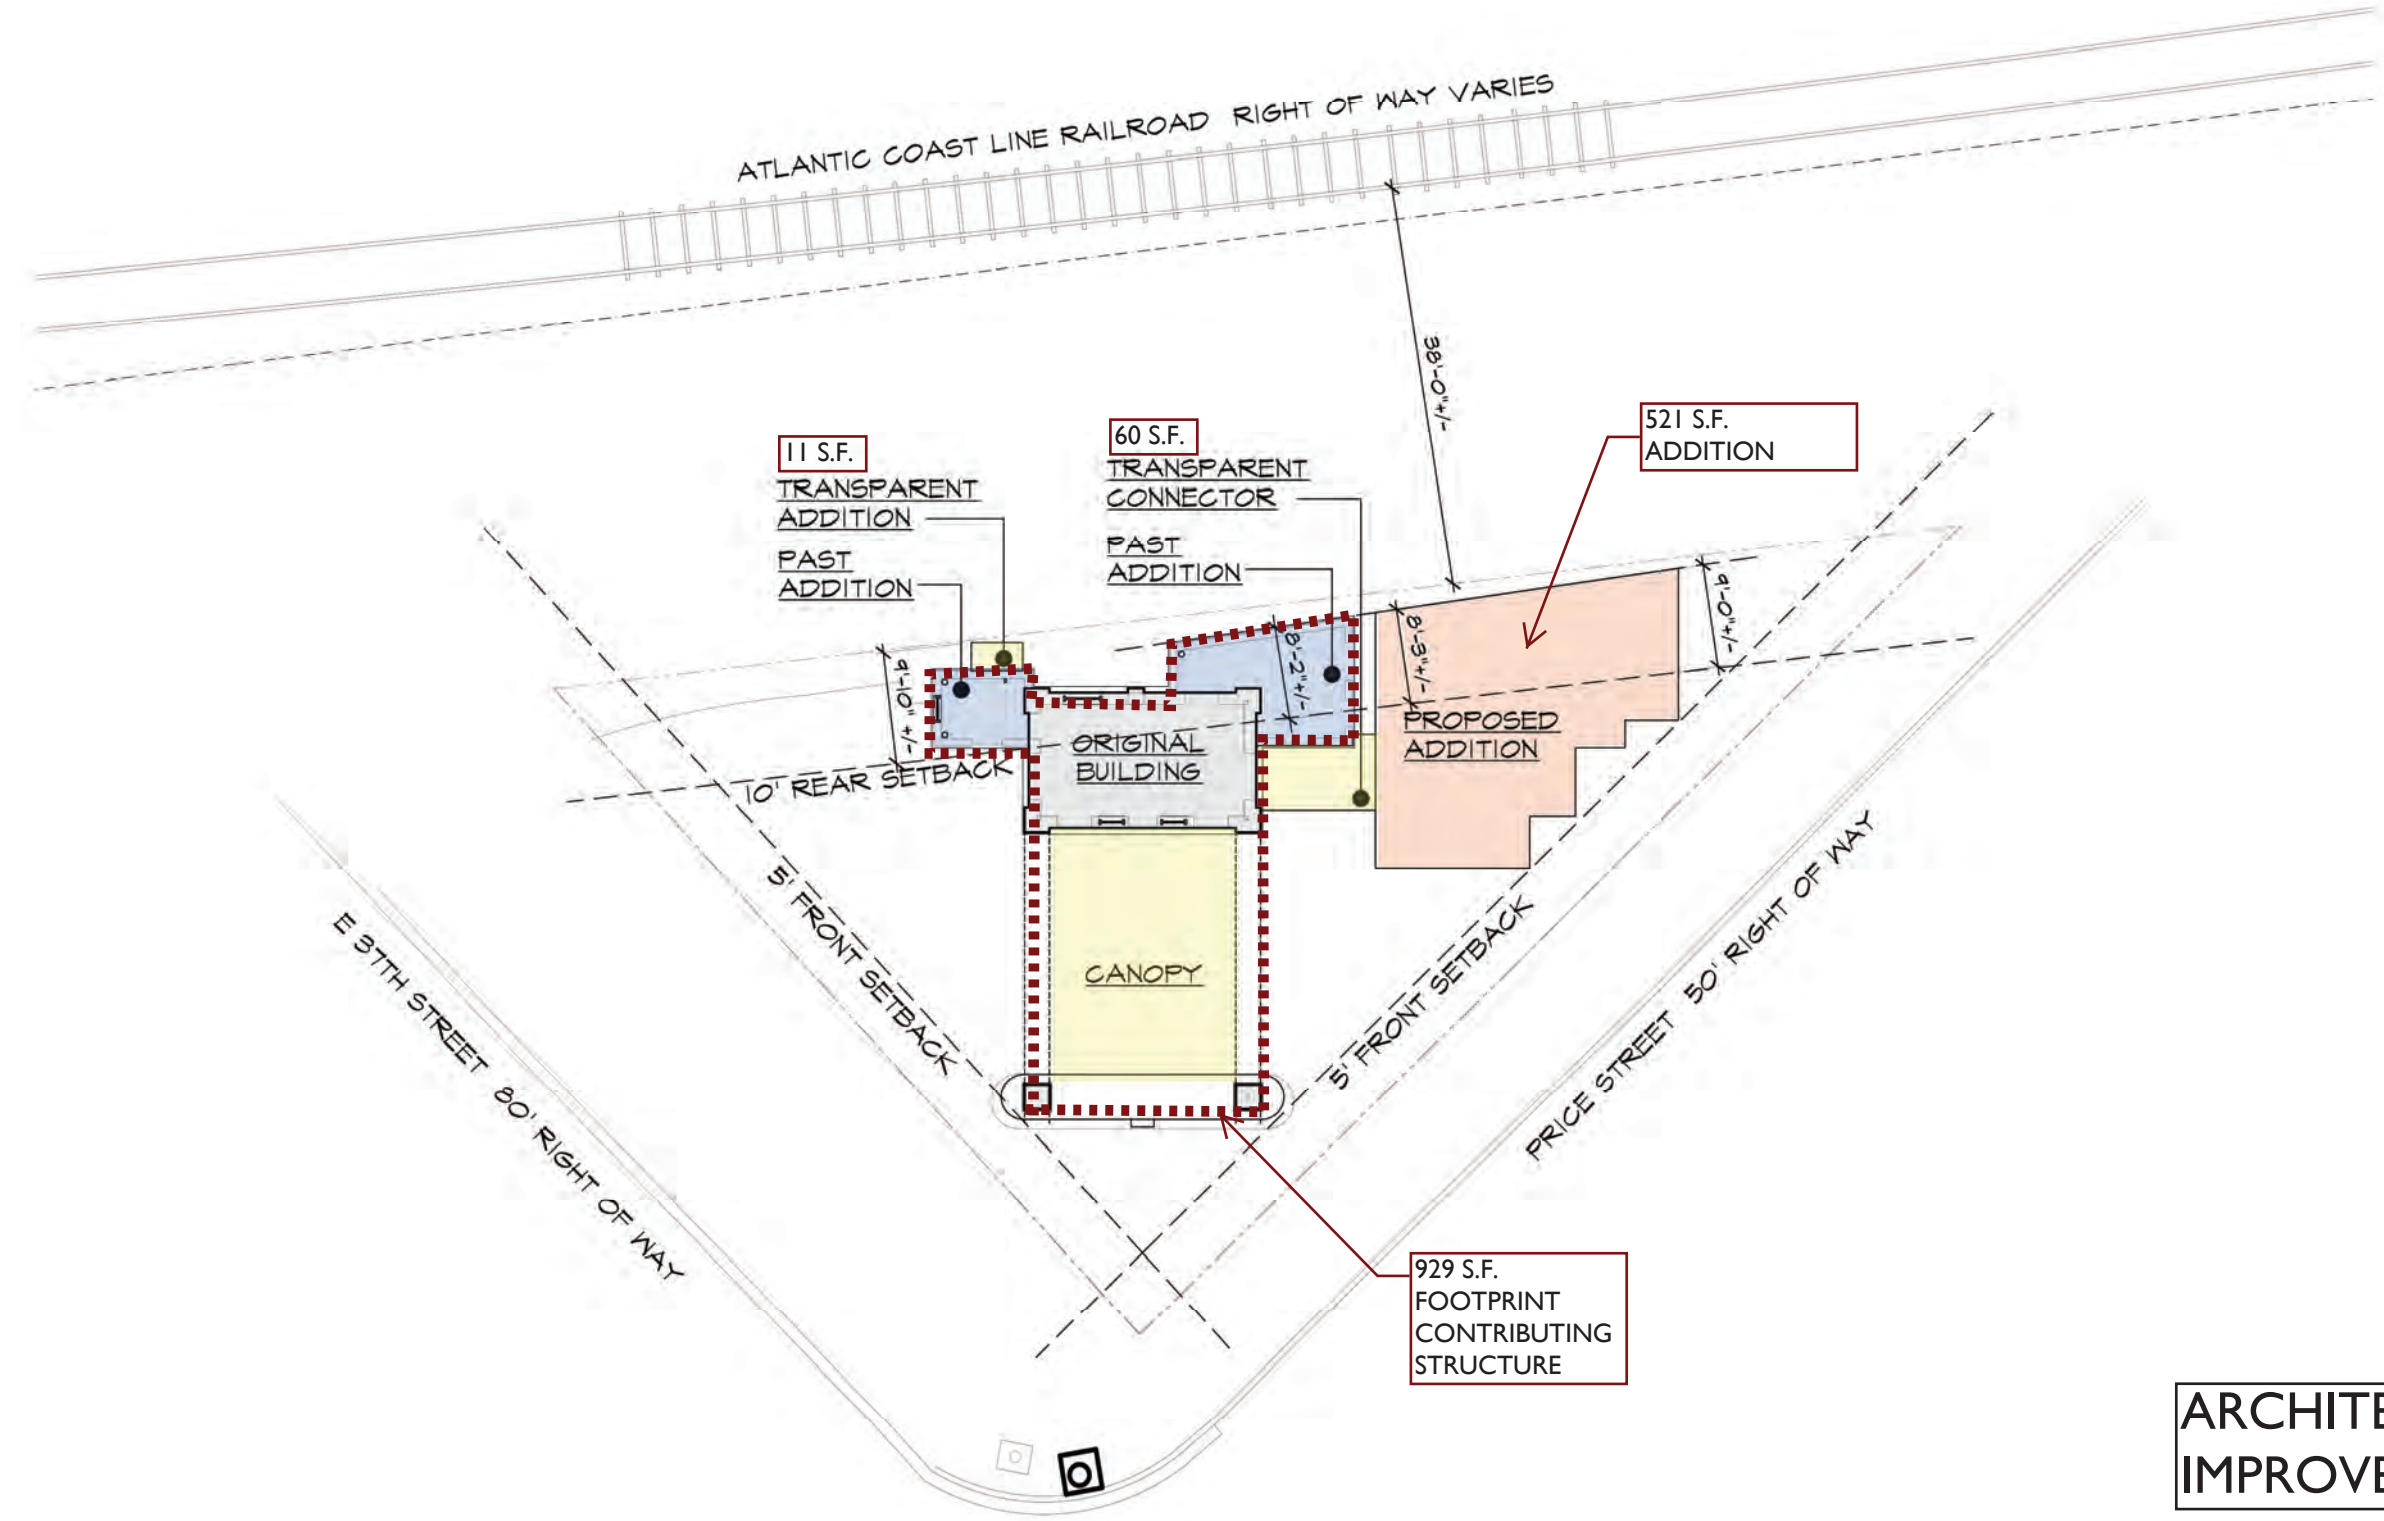 ATLANTIC COAST LINE RAILROAD RIGHT OF WAY VARIES
38'-0"+/-
11 S.F.
TRANSPARENT
ADDITION
PAST
ADDITION
60 S.F.
TRANSPARENT
CONNECTOR
PAST
ADDITION
521 S.F.
ADDITION
9'-10" +/-
8'-2"+/-
8'-3"+/-
9'-0"+/-
10' REAR SETBACK
ORIGINAL
BUILDING
PROPOSED
ADDITION
5' FRONT SETBACK
CANOPY
5' FRONT SETBACK
E 37TH STREET 80' RIGHT OF WAY
PRICE STREET 50' RIGHT OF WAY
929 S.F.
FOOTPRINT
CONTRIBUTING
STRUCTURE
ARCHITE
IMPROVE